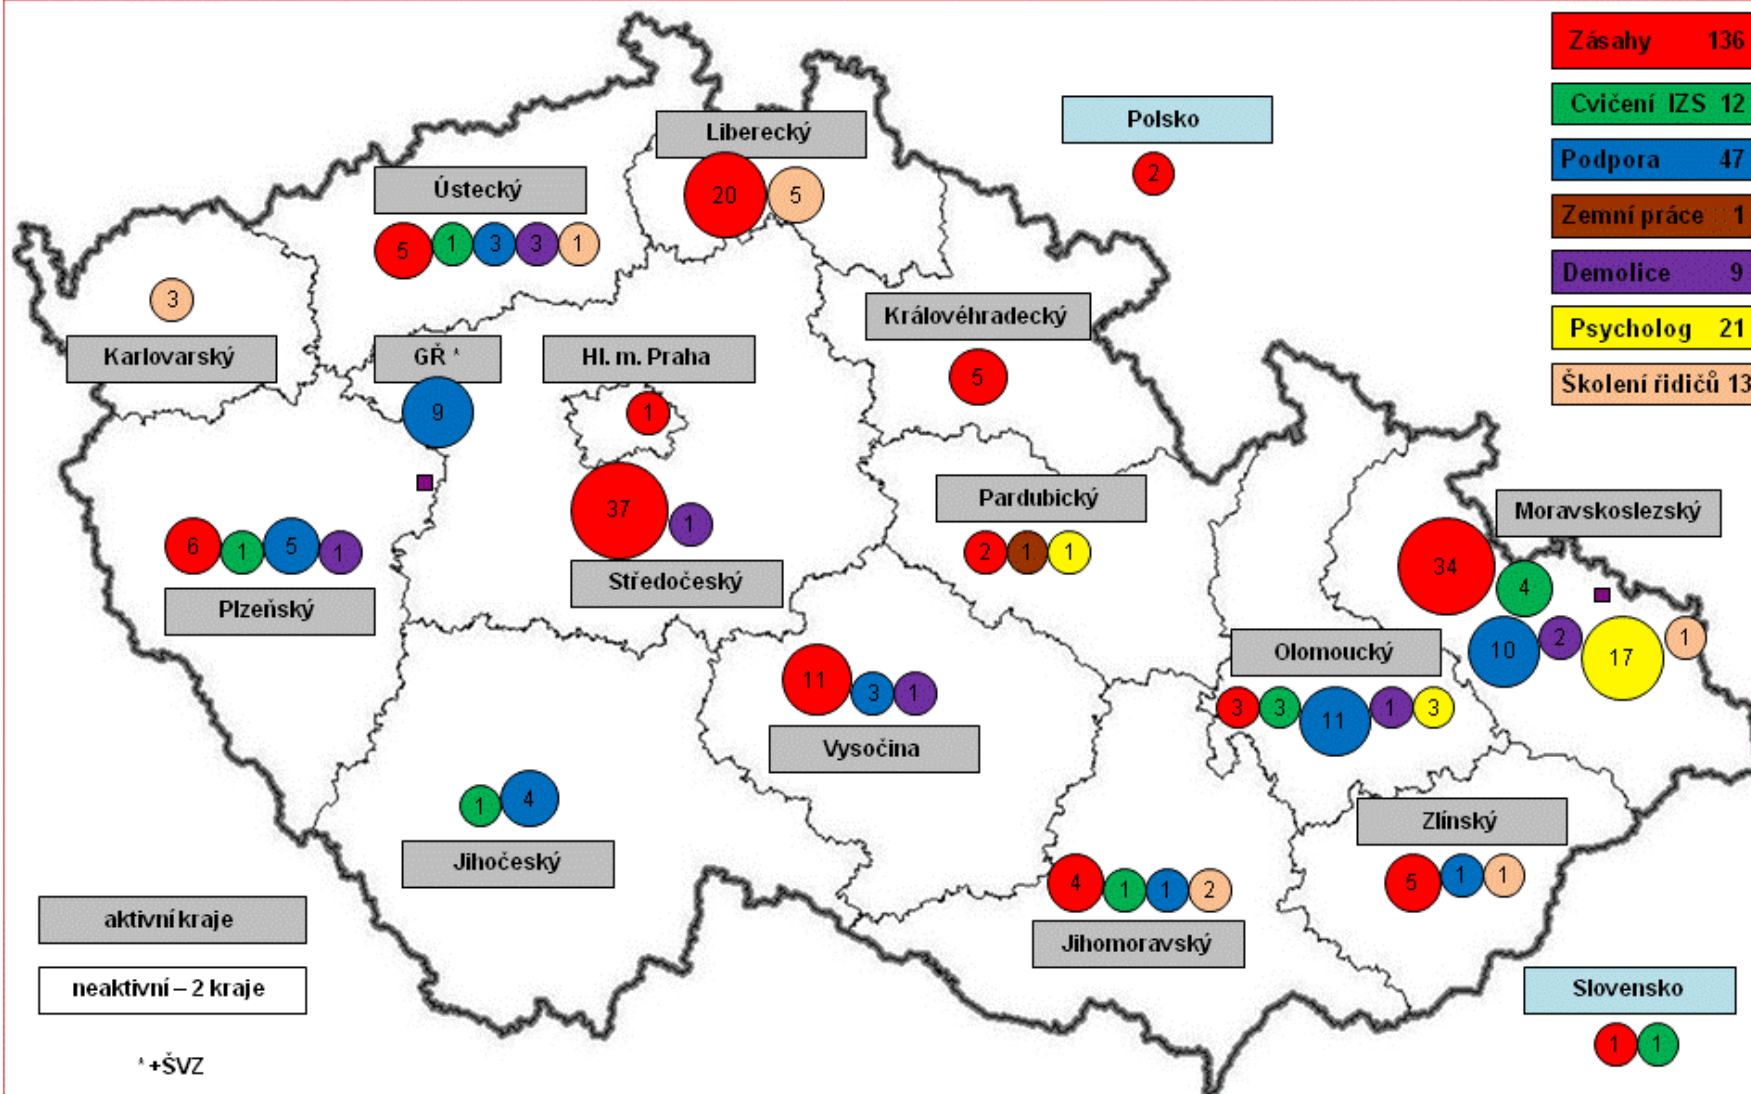 Zásahy 136
Cvičení IZS 12
Podpora 47
Zemní práce 1
Demolice 9
Psycholog 21
Školení řidičů 13
Polsko
2
Liberecký
20 5
Ústecký
5 1 3 3 1
3
Karlovarský
GŘ *
9
Hl. m. Praha
1
Královéhradecký
5
37 1
Středočeský
Pardubický
2 1 1
Moravskoslezský
34 4
10 2 17 1
6 1 5 1
Plzeňský
Olomoucký
3 3 11 1 3
11 3 1
Vysočina
1 4
Jihočeský
Zlínský
5 1 1
4 1 1 2
Jihomoravský
aktivní kraje
neaktivní – 2 kraje
* +ŠVZ
Slovensko
1 1